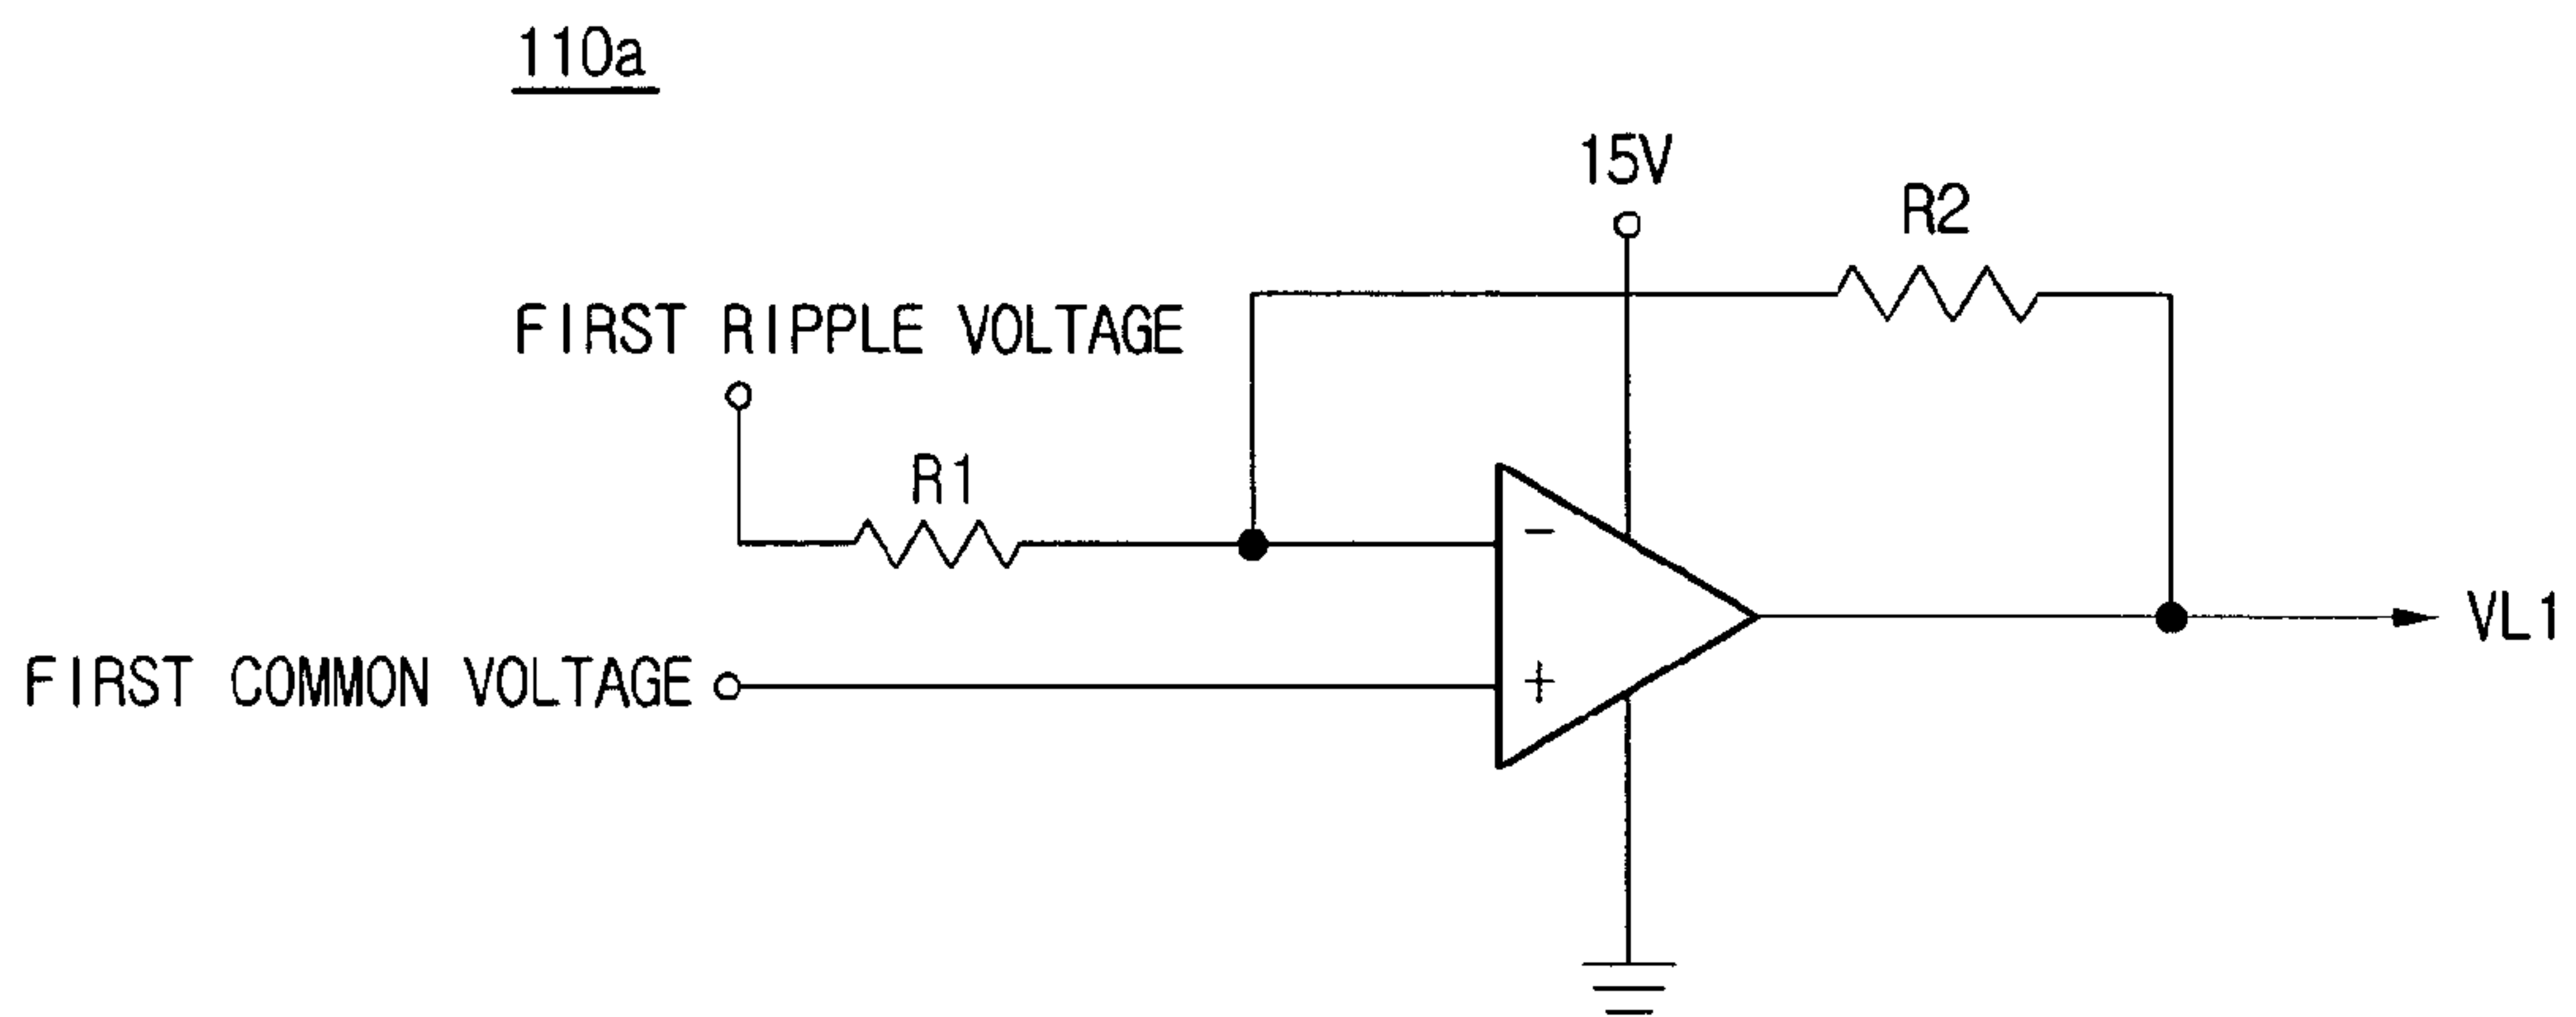 110a
15V
R2
FIRST RIPPLE VOLTAGE
R1
−
VL1
FIRST COMMON VOLTAGE
+